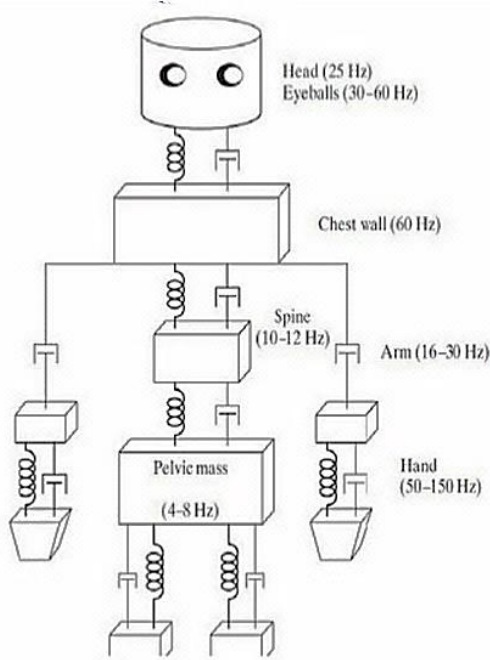 Head (25 Hz)
Eyeballs (30–60 Hz)
Chest wall (60 Hz)
Spine
(10–12 Hz)
Arm (16–30 Hz)
Hand
(50–150 Hz)
Pelvic mass
(4–8 Hz)